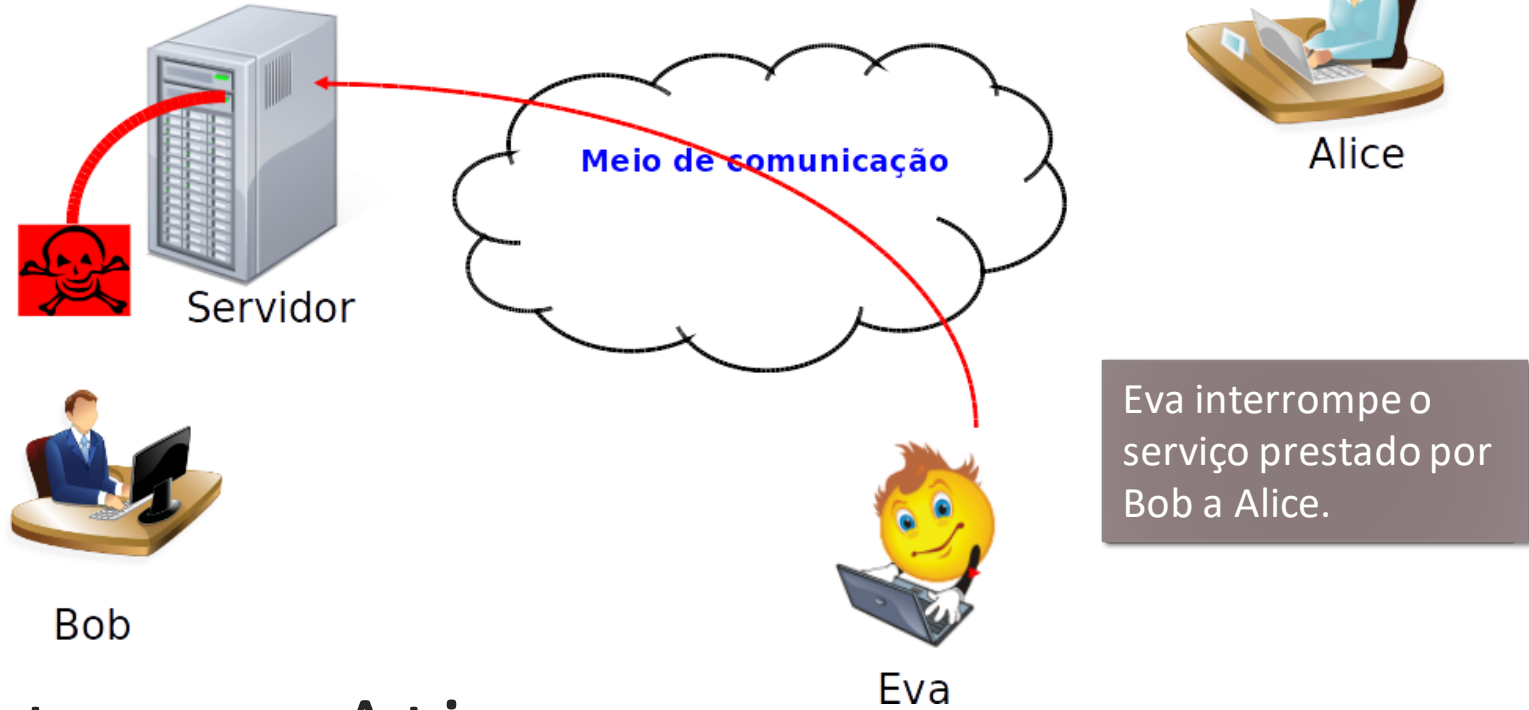 Meio de comunicação
Alice
Servidor
Eva interrompe o
serviço prestado por
Bob a Alice.
Bob
Eva